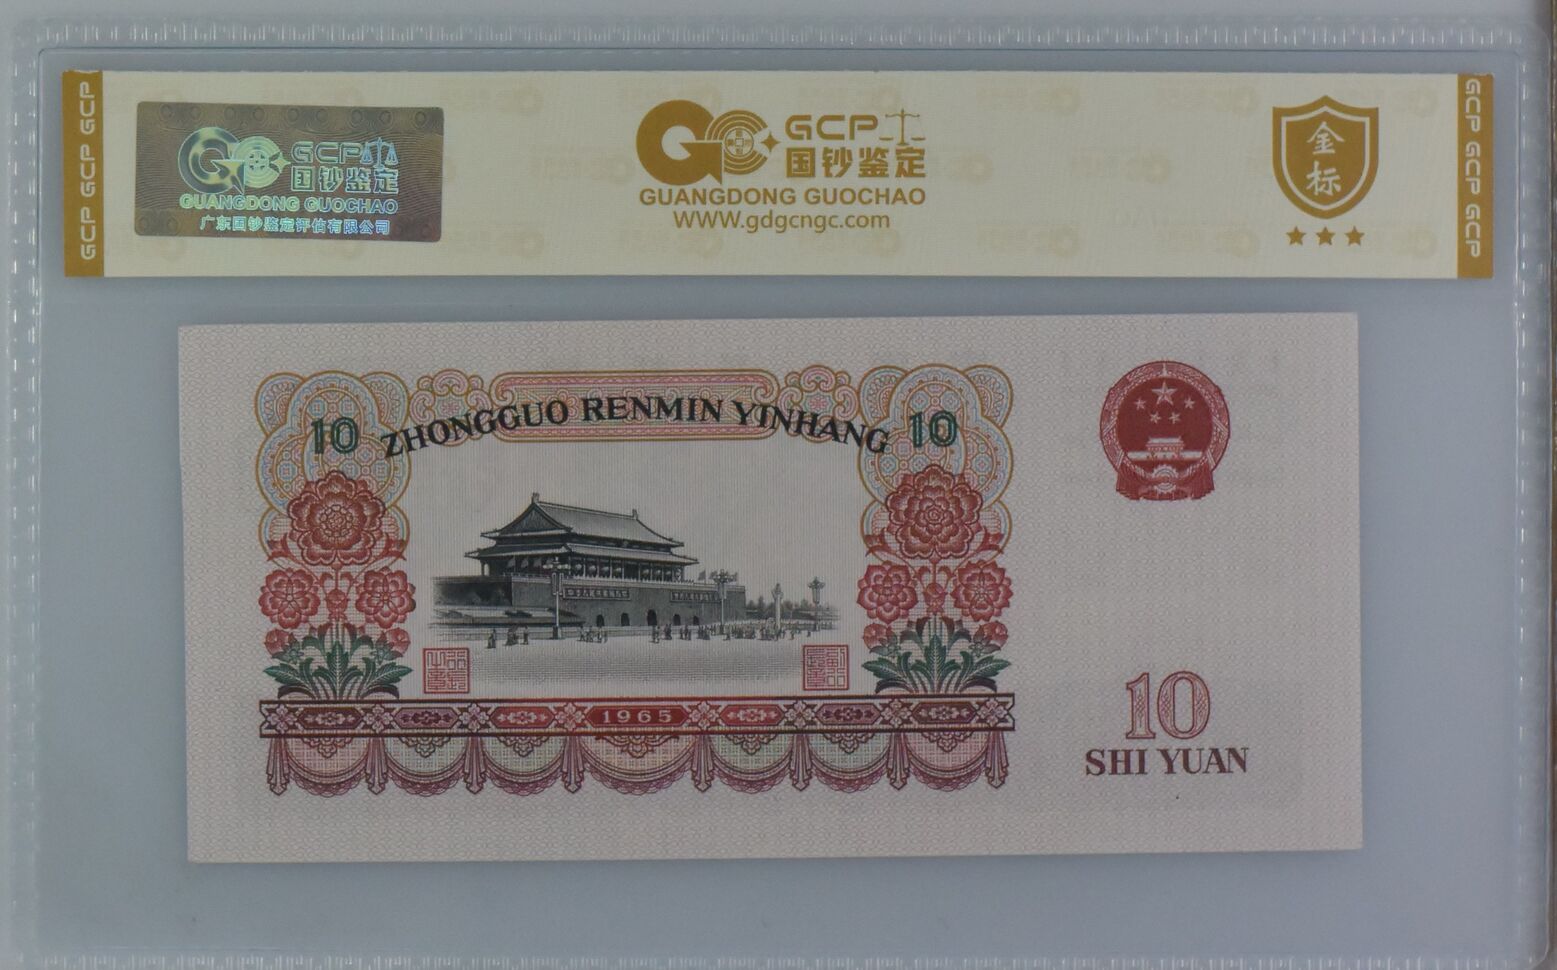 GCP GCP GCP
GCP
国钞鉴定
GUANGDONG GUOCHAO
广东国钞鉴定评估有限公司
GCP
国钞鉴定
GUANGDONG GUOCHAO
WWW.gdgcngc.com
金标
GCP GCP GCP
10 ZHONGGUO RENMIN YINHANG 10
1965
10
SHI YUAN